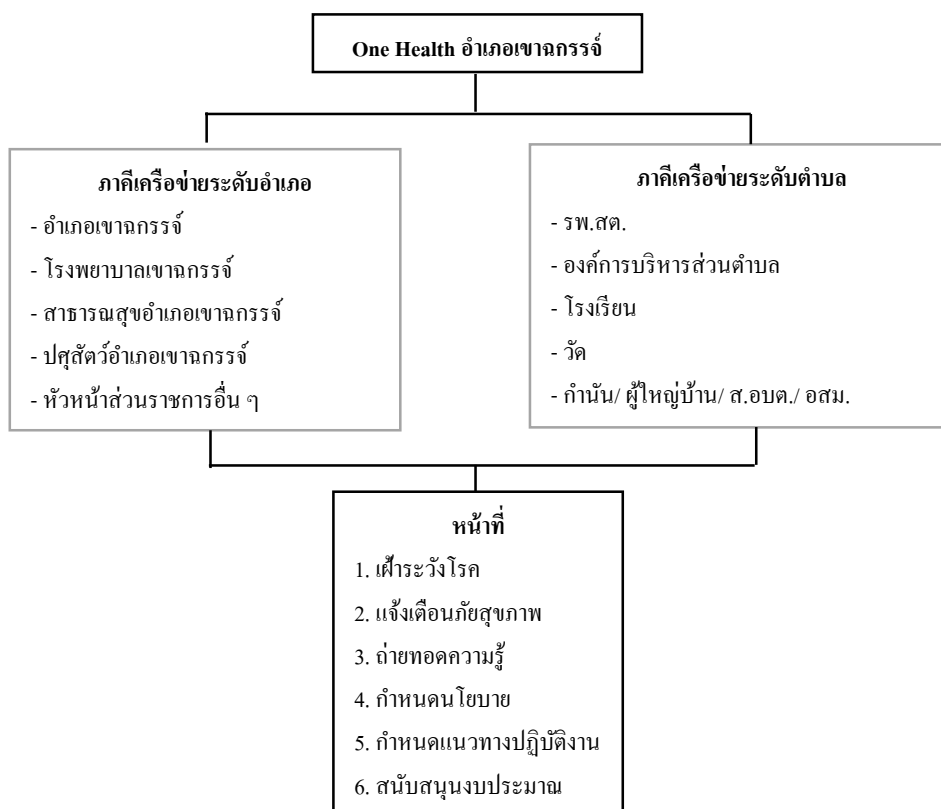 One Health อำเภอเขาฉกรรจ์
ภาคีเครือข่ายระดับอำเภอ
- อำเภอเขาฉกรรจ์
- โรงพยาบาลเขาฉกรรจ์
- สาธารณสุขอำเภอเขาฉกรรจ์
- ปศุสัตว์อำเภอเขาฉกรรจ์
- หัวหน้าส่วนราชการอื่น ๆ
ภาคีเครือข่ายระดับตำบล
- รพ.สต.
- องค์การบริหารส่วนตำบล
- โรงเรียน
- วัด
- กำนัน/ ผู้ใหญ่บ้าน/ ส.อบต./ อสม.
หน้าที่
1. เฝ้าระวังโรค
2. แจ้งเตือนภัยสุขภาพ
3. ถ่ายทอดความรู้
4. กำหนดนโยบาย
5. กำหนดแนวทางปฏิบัติงาน
6. สนับสนุนงบประมาณ